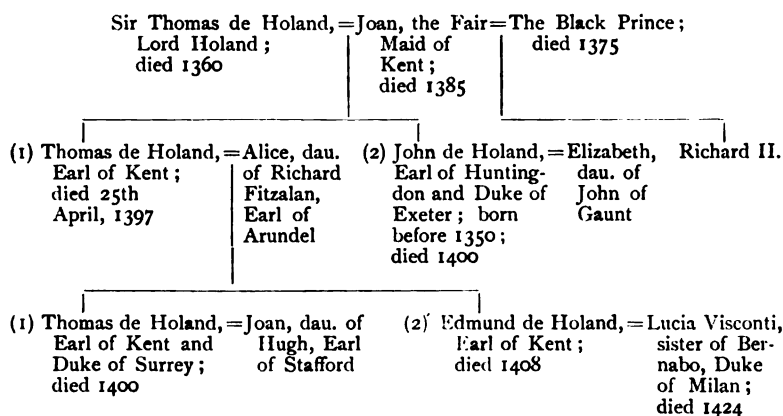 Sir Thomas de Holand,=Joan, the Fair=The Black Prince;
Lord Holand; Maid of died 1375
died 1360 Kent;
died 1385
(1) Thomas de Holand,=Alice, dau. (2) John de Holand,=Elizabeth, Richard II.
Earl of Kent; of Richard Earl of Hunting- dau. of
died 25th Fitzalan, don and Duke of John of
April, 1397 Earl of Exeter; born Gaunt
Arundel before 1350;
died 1400
(1) Thomas de Holand,=Joan, dau. of (2) Edmund de Holand,=Lucia Visconti,
Earl of Kent and Hugh, Earl Earl of Kent; sister of Ber-
Duke of Surrey; of Stafford died 1408 nabo, Duke
died 1400 of Milan;
died 1424